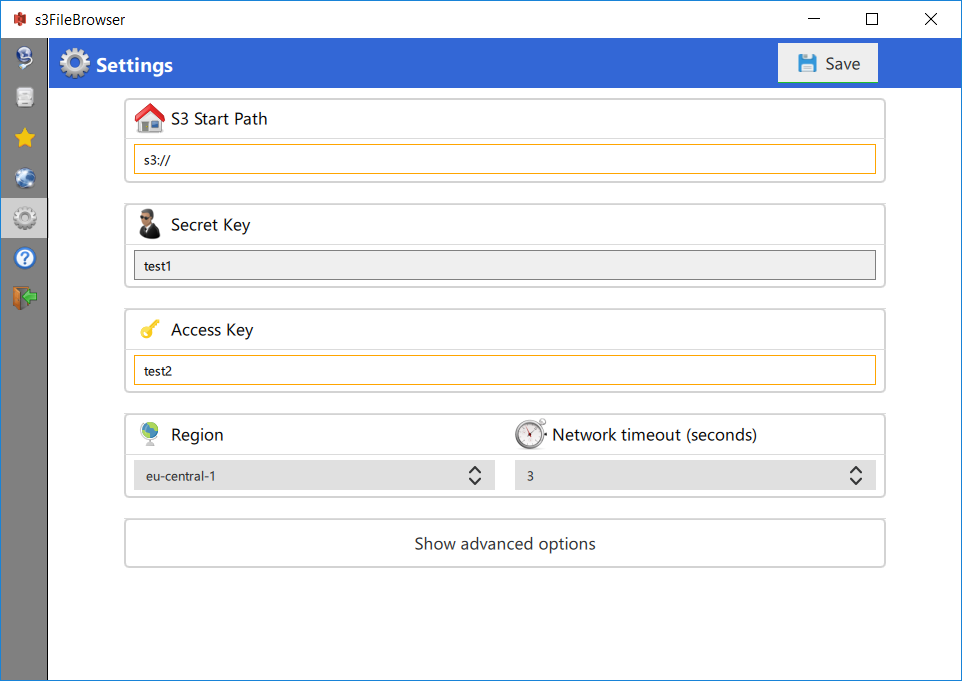 s3FileBrowser
Settings
Save
S3 Start Path
s3://
Secret Key
test1
Access Key
test2
Region
Network timeout (seconds)
eu-central-1
3
Show advanced options